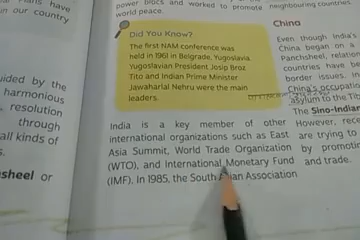 have
our country
uided by the
harmonious
resolution
through
all kinds of
s.
sheel or
power blocs and worked to promote
world peace.
Did You Know?
The first NAM conference was
held in 1961 in Belgrade, Yugoslavia
Yugoslavian President Josip Broz
Tito and Indian Prime Minister
Jawaharlal Nehru were the main
leaders.
India is a key member of other
international organizations such as East
Asia Summit, World Trade Organization
(WTO), and International Monetary Fund
(IMF). In 1985, the South Asian Association
neighbouring countries.
China
Even though India's
China began on a
Panchsheel, relation
countries have be
border issues.
China's occupation
asylum to the Tib
The Sino-Indian
However, rece
are trying to
by promotin
and trade.